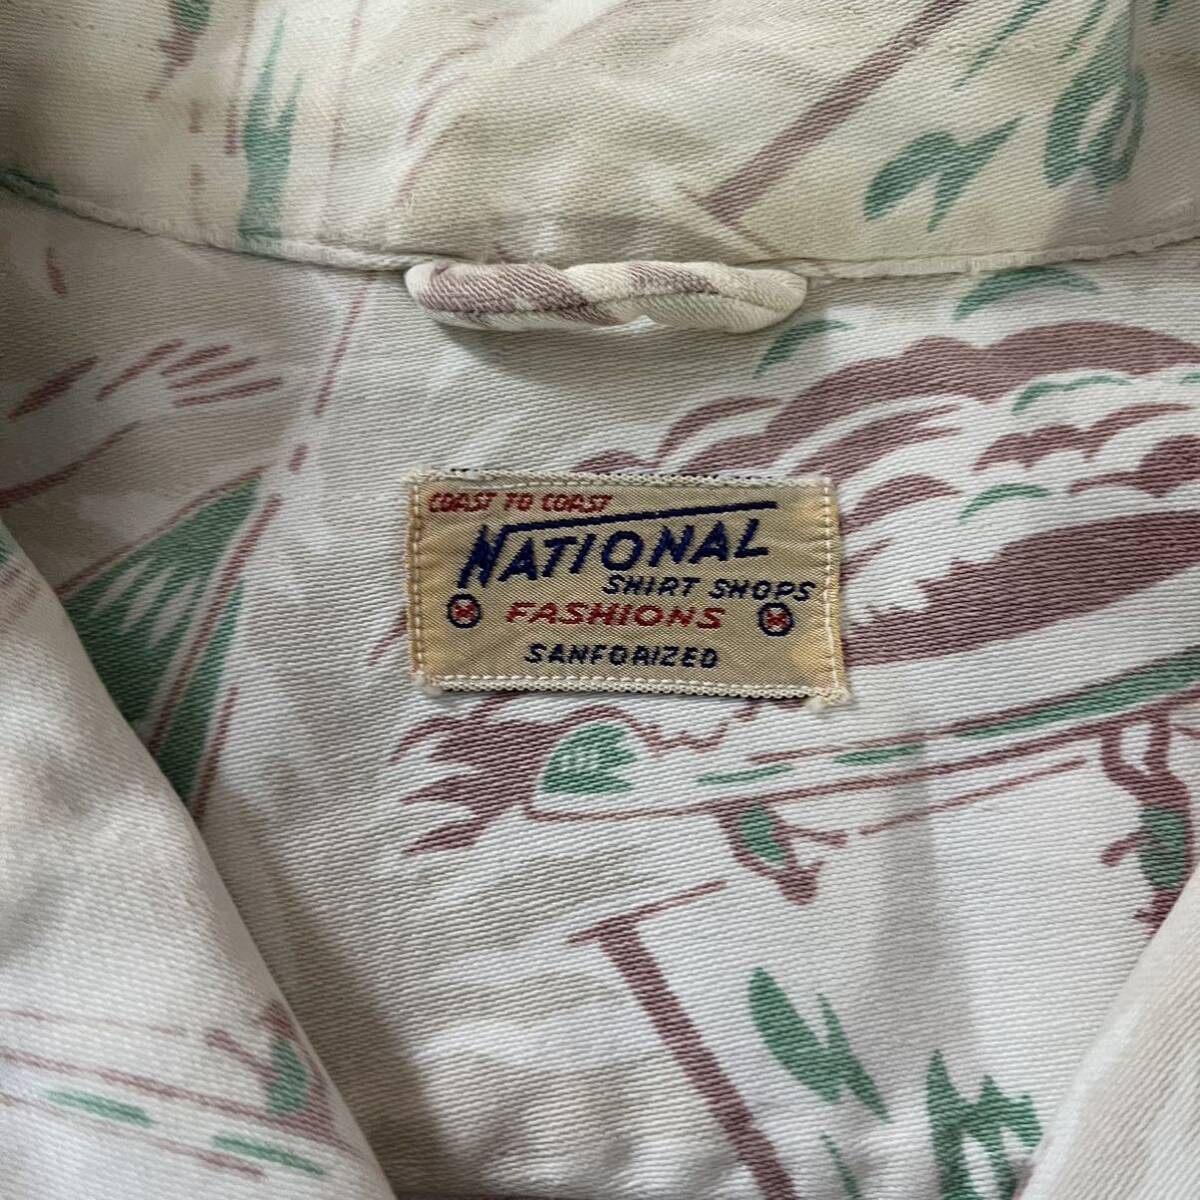 COAST TO COAST
NATIONAL
SHIRT SHOPS
FASHIONS
SANFORIZED